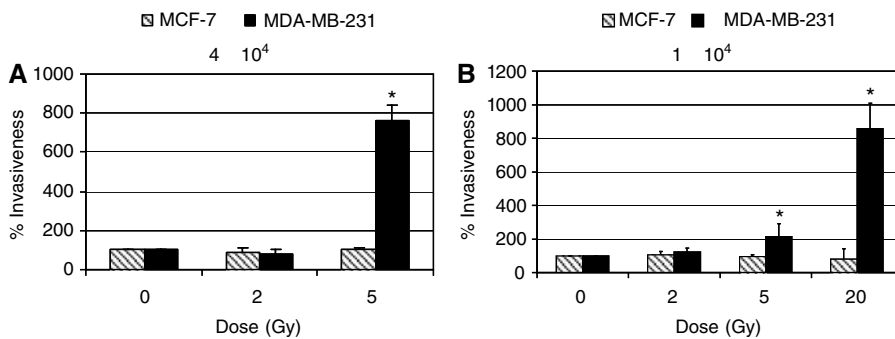 MCF-7 MDA-MB-231
4 10⁴
A
1000
800
600
400
200
0
% Invasiveness
*
0 2 5
Dose (Gy)
MCF-7 MDA-MB-231
1 10⁴
B
1200
1000
800
600
400
200
0
% Invasiveness
*
*
0 2 5 20
Dose (Gy)